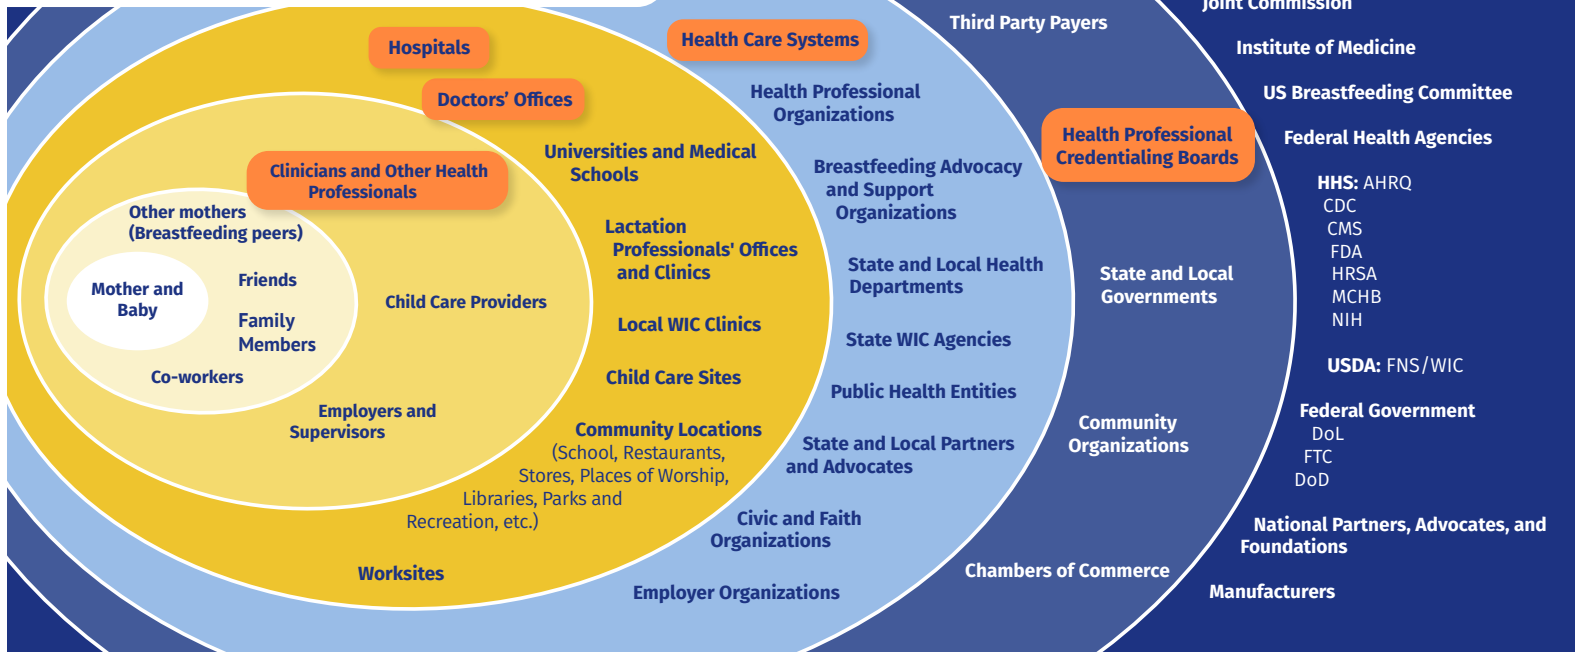 Joint Commission
Third Party Payers
Institute of Medicine
Hospitals
Health Care Systems
US Breastfeeding Committee
Doctors’ Offices
Health Professional
Organizations
Health Professional
Credentialing Boards
Federal Health Agencies
Universities and Medical
Schools
Clinicians and Other Health
Professionals
Breastfeeding Advocacy
and Support
Organizations
HHS: AHRQ
CDC
CMS
FDA
HRSA
MCHB
NIH
Other mothers
(Breastfeeding peers)
Lactation
Professionals' Offices
and Clinics
State and Local Health
Departments
State and Local
Governments
Mother and
Baby
Friends
Family
Members
Co-workers
Child Care Providers
Local WIC Clinics
State WIC Agencies
USDA: FNS/WIC
Child Care Sites
Public Health Entities
Employers and
Supervisors
Federal Government
DoL
FTC
DoD
Community Locations
(School, Restaurants,
Stores, Places of Worship,
Libraries, Parks and
Recreation, etc.)
State and Local Partners
and Advocates
Community
Organizations
Civic and Faith
Organizations
National Partners, Advocates, and
Foundations
Worksites
Chambers of Commerce
Employer Organizations
Manufacturers